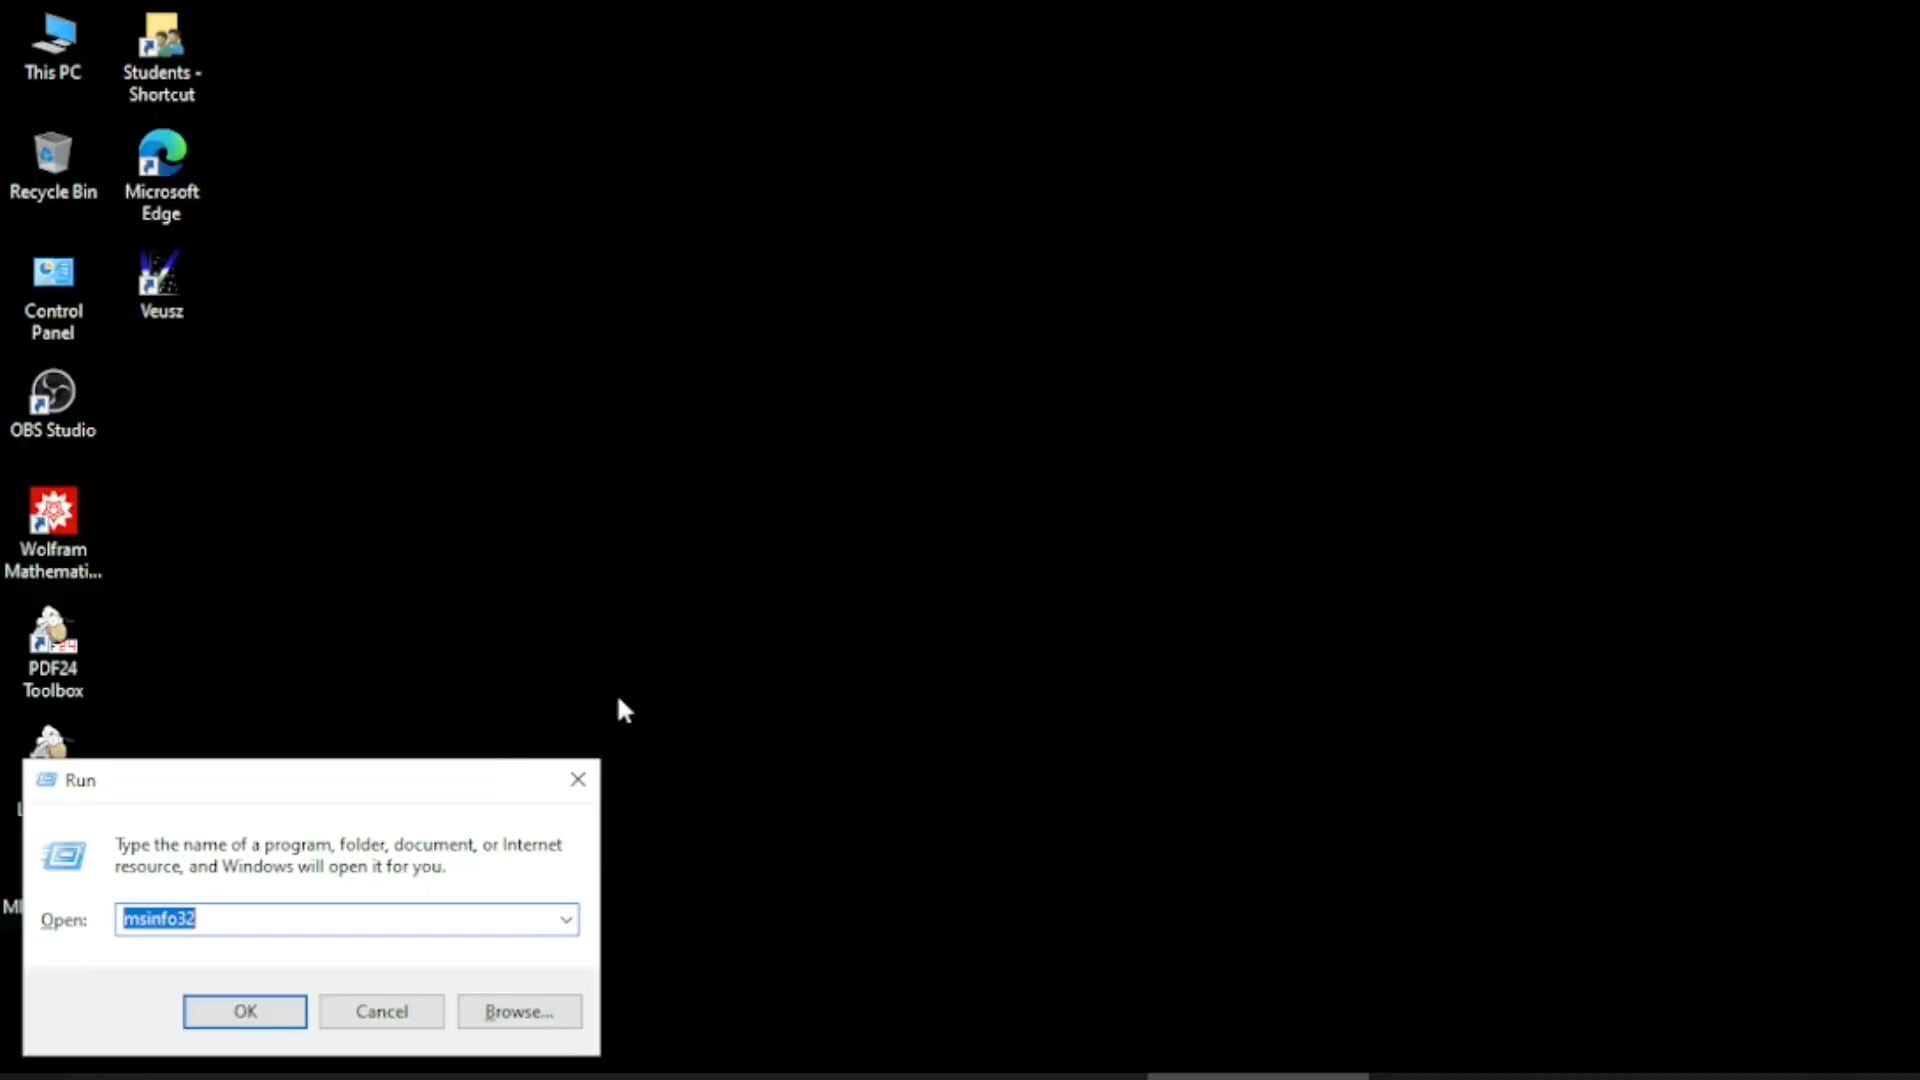 This PC
Students -
Shortcut
Recycle Bin
Microsoft
Edge
Control
Panel
Veusz
OBS Studio
Wolfram
Mathemati...
PDF24
Toolbox
Run
Type the name of a program, folder, document, or Internet
resource, and Windows will open it for you.
Open:
msinfo32
OK
Cancel
Browse...